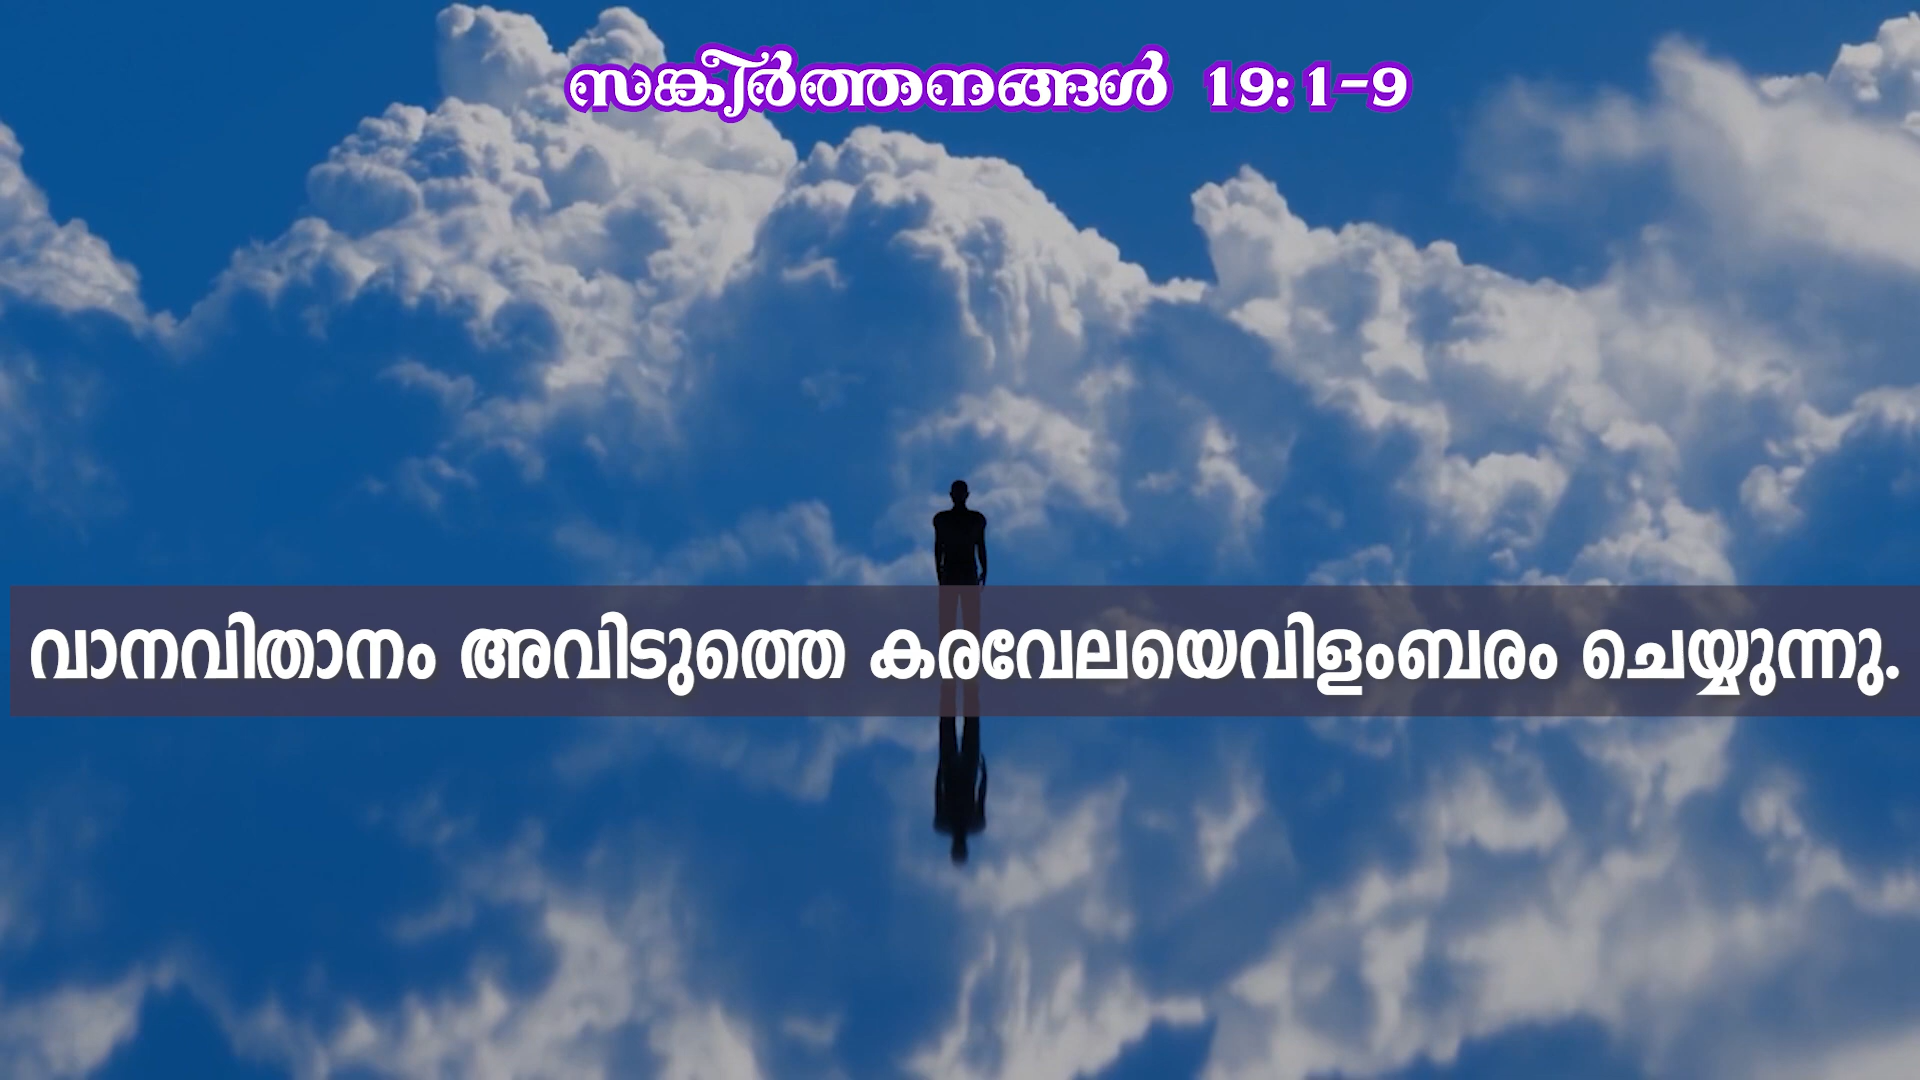 സങ്കീർത്തനങ്ങൾ 19:1-9
വാനവിതാനം അവിടുത്തെ കരവേലയെവിളംബരം ചെയ്യുന്നു.